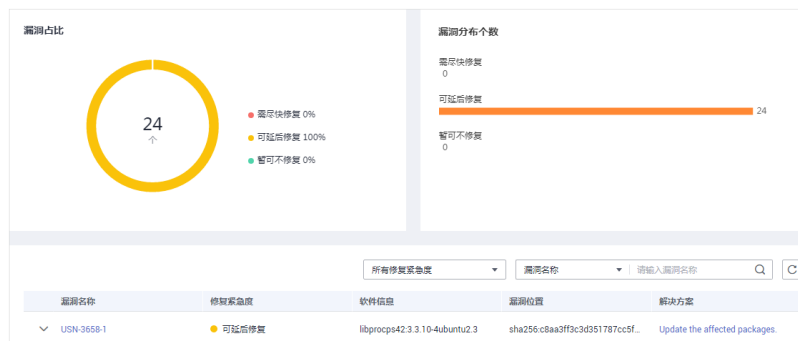 漏洞占比
24
个
需尽快修复 0%
可延后修复 100%
暂可不修复 0%
漏洞分布个数
需尽快修复
0
可延后修复
24
暂可不修复
0
所有修复紧急度
漏洞名称
请输入漏洞名称
漏洞名称 修复紧急度 软件信息 漏洞位置 解决方案
USN-3658-1 可延后修复 libprocps42:3.3.10-4ubuntu2.3 sha256:c8aa3ff3c3d351787cc5f... Update the affected packages.